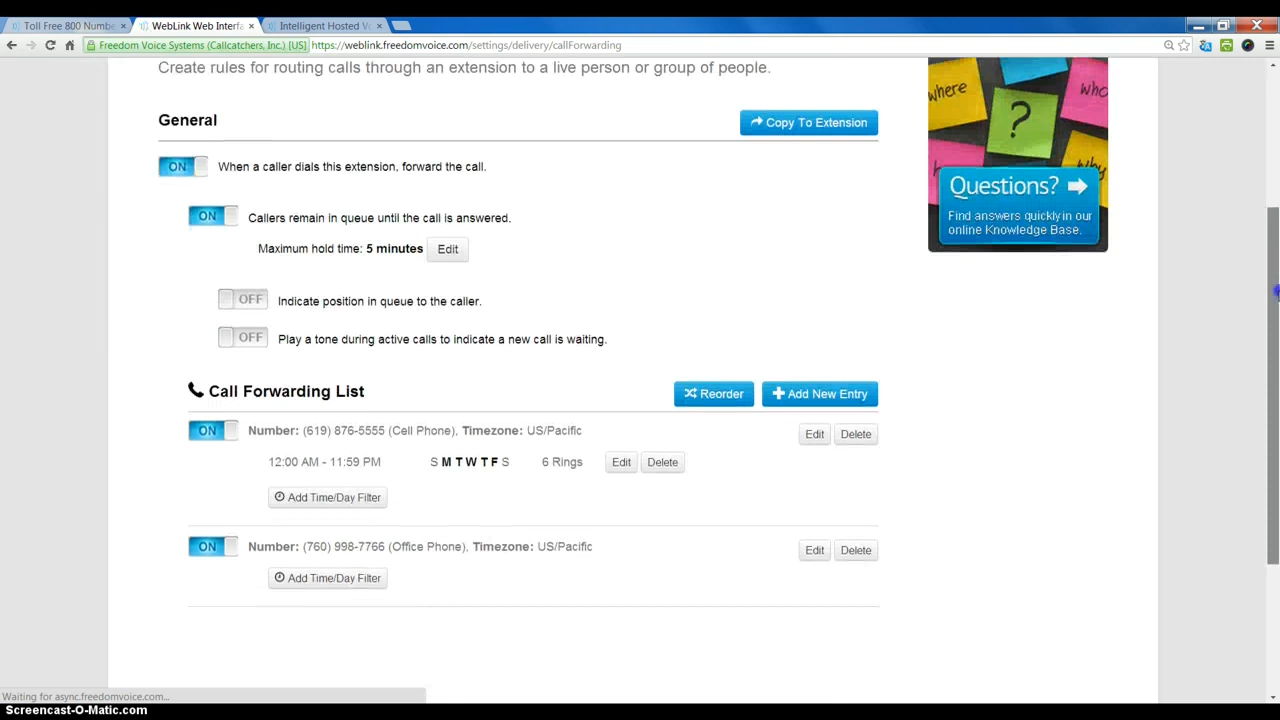 Toll Free 800 Numbe
WebLink Web Interfa
Intelligent Hosted Vo
Freedom Voice Systems (Callcatchers, Inc.) [US]
https://weblink.freedomvoice.com/settings/delivery/callForwarding
Create rules for routing calls through an extension to a live person or group of people.
where
who
?
why
Questions?
Find answers quickly in our
online Knowledge Base.
General
Copy To Extension
ON When a caller dials this extension, forward the call.
ON Callers remain in queue until the call is answered.
Maximum hold time: 5 minutes Edit
OFF Indicate position in queue to the caller.
OFF Play a tone during active calls to indicate a new call is waiting.
Call Forwarding List Reorder Add New Entry
ON Number: (619) 876-5555 (Cell Phone), Timezone: US/Pacific Edit Delete
12:00 AM - 11:59 PM S M T W T F S 6 Rings Edit Delete
Add Time/Day Filter
ON Number: (760) 998-7766 (Office Phone), Timezone: US/Pacific Edit Delete
Add Time/Day Filter
Waiting for async.freedomvoice.com...
Screencast-O-Matic.com